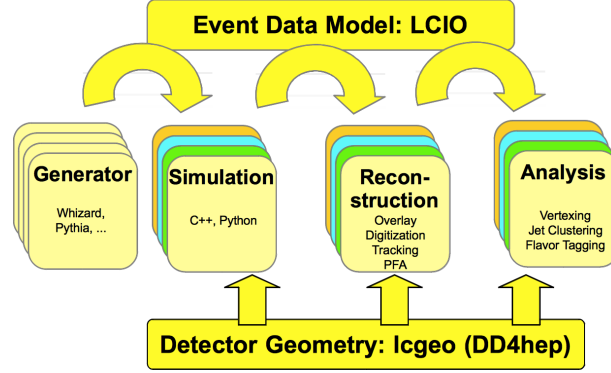 Event Data Model: LCIO
Generator
Whizard,
Pythia, ...
Simulation
C++, Python
Recon-
struction
Overlay
Digitization
Tracking
PFA
Analysis
Vertexing
Jet Clustering
Flavor Tagging
Detector Geometry: lcgeo (DD4hep)